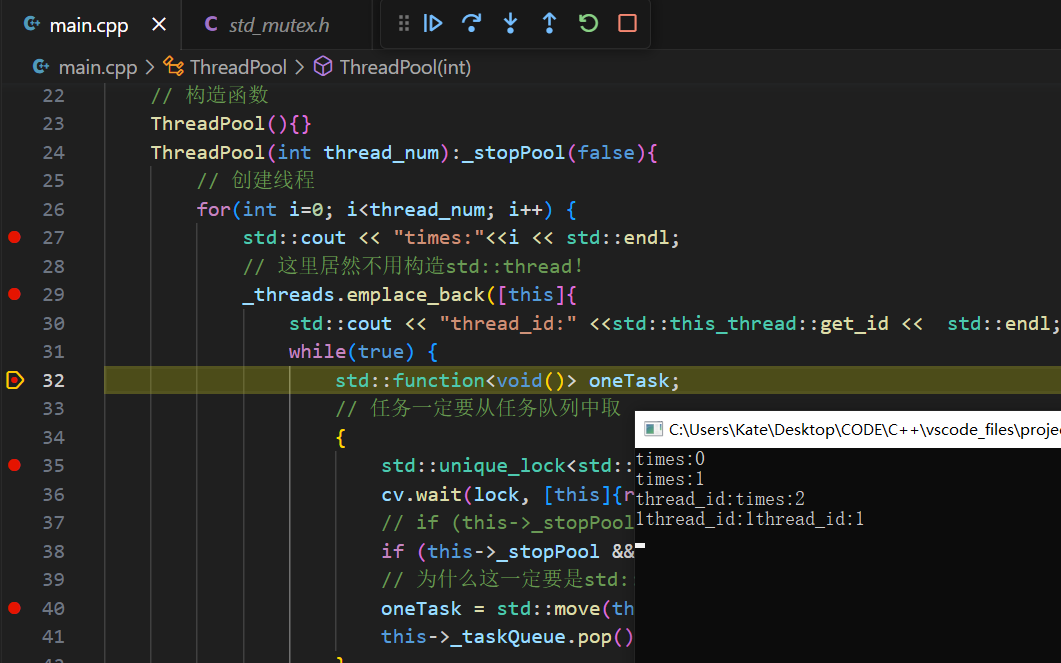 main.cpp
std_mutex.h
main.cpp > ThreadPool > ThreadPool(int)
22 // 构造函数
23 ThreadPool(){}
24 ThreadPool(int thread_num):_stopPool(false){
25 // 创建线程
26 for(int i=0; i<thread_num; i++) {
27 std::cout << "times:"<<i << std::endl;
28 // 这里居然不用构造std::thread!
29 _threads.emplace_back([this]{
30 std::cout << "thread_id:" <<std::this_thread::get_id << std::endl;
31 while(true) {
32 std::function<void()> oneTask;
33 // 任务一定要从任务队列中取
34 {
35 std::unique_lock<std::
36 cv.wait(lock, [this]{r
37 // if (this->_stopPool
38 if (this->_stopPool &&
39 // 为什么这一定要是std:
40 oneTask = std::move(th
41 this->_taskQueue.pop()
C:\Users\Kate\Desktop\CODE\C++\vscode_files\proje
times:0
times:1
thread_id:times:2
1thread_id:1thread_id:1